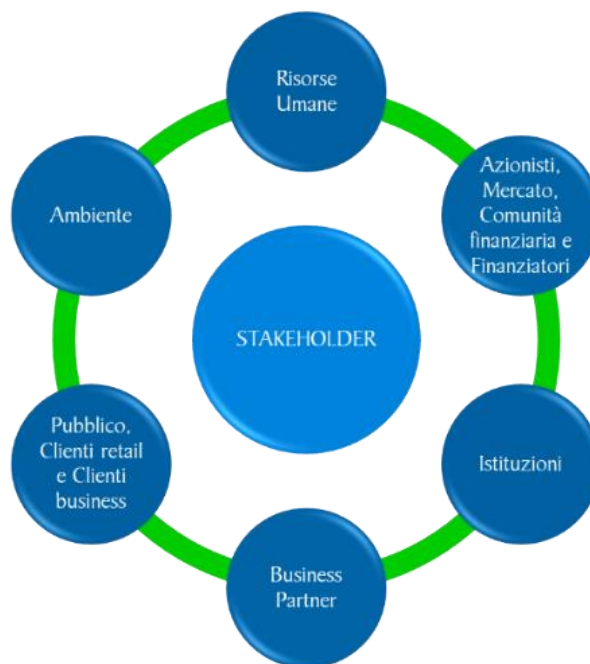 Risorse
Umane
Azionisti,
Mercato,
Comunità
finanziaria e
Finanziatori
Istituzioni
Business
Partner
Pubblico,
Clienti retail
e Clienti
business
Ambiente
STAKEHOLDER